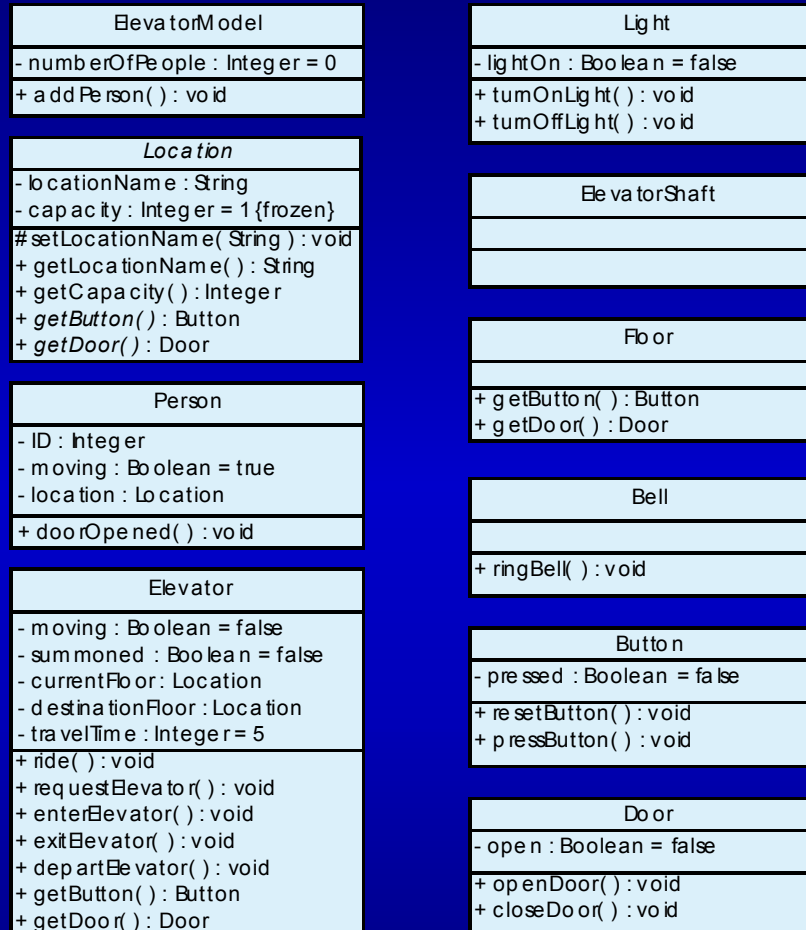 ElevatorModel
- numberOfPeople : Integer = 0
+ addPerson( ) : void
Location
- locationName : String
- capacity : Integer = 1 {frozen}
# setLocationName( String ) : void
+ getLocationName( ) : String
+ getCapacity( ) : Integer
+ getButton( ) : Button
+ getDoor( ) : Door
Person
- ID : Integer
- moving : Boolean = true
- location : Location
+ doorOpened( ) : void
Elevator
- moving : Boolean = false
- summoned : Boolean = false
- currentFloor : Location
- destinationFloor : Location
- travelTime : Integer = 5
+ ride( ) : void
+ requestElevator( ) : void
+ enterElevator( ) : void
+ exitElevator( ) : void
+ departElevator( ) : void
+ getButton( ) : Button
+ getDoor( ) : Door
Light
- lightOn : Boolean = false
+ turnOnLight( ) : void
+ turnOffLight( ) : void
ElevatorShaft
Floor
+ getButton( ) : Button
+ getDoor( ) : Door
Bell
+ ringBell( ) : void
Button
- pressed : Boolean = false
+ resetButton( ) : void
+ pressButton( ) : void
Door
- open : Boolean = false
+ openDoor( ) : void
+ closeDoor( ) : void